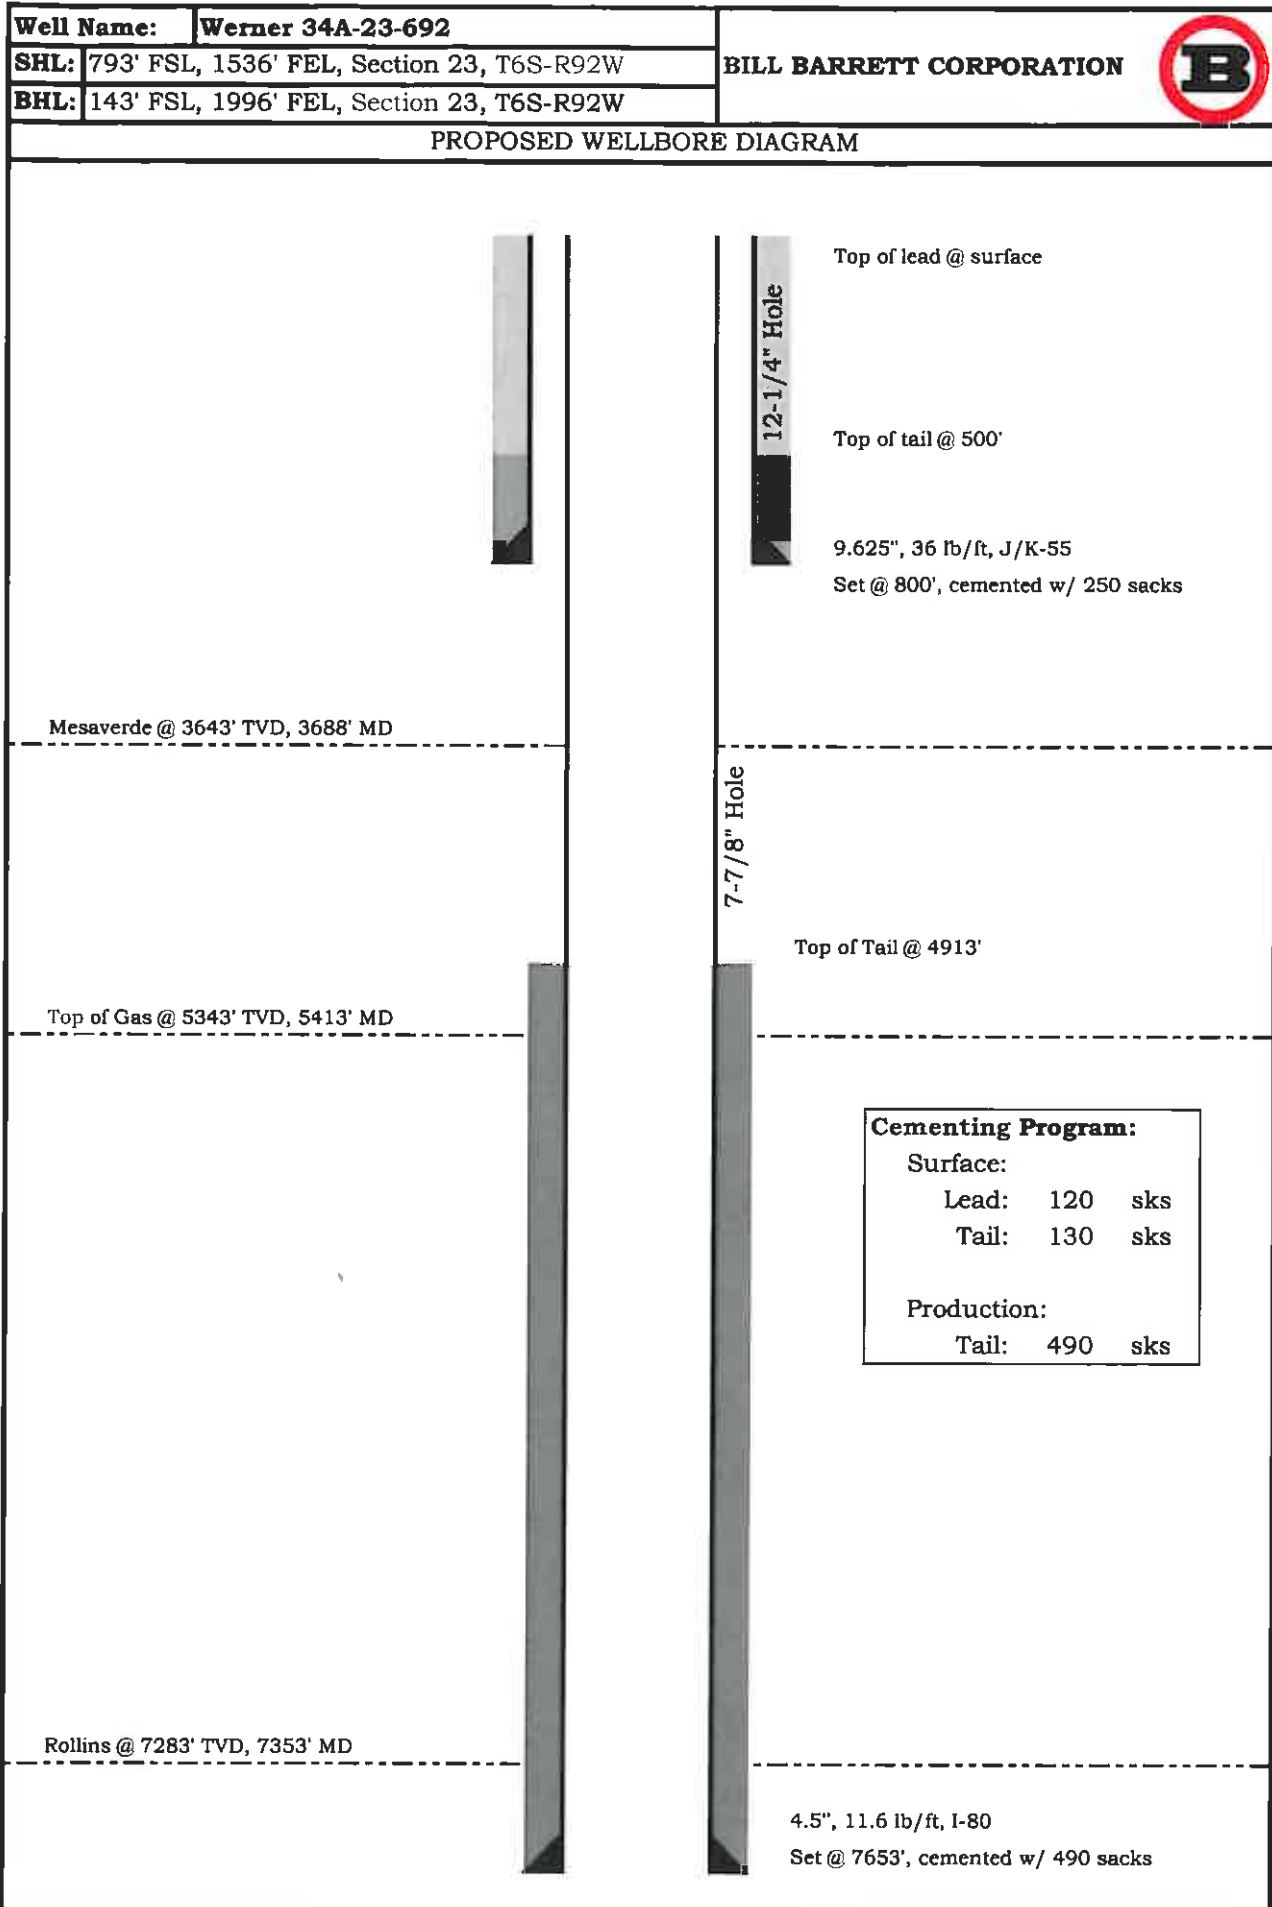 Well Name: Werner 34A-23-692
SHL: 793' FSL, 1536' FEL, Section 23, T6S-R92W
BILL BARRETT CORPORATION
B
BHL: 143' FSL, 1996' FEL, Section 23, T6S-R92W
PROPOSED WELLBORE DIAGRAM
Top of lead @ surface
12-1/4" Hole
Top of tail @ 500'
9.625", 36 lb/ft, J/K-55
Set @ 800', cemented w/ 250 sacks
Mesaverde @ 3643' TVD, 3688' MD
7-7/8" Hole
Top of Tail @ 4913'
Top of Gas @ 5343' TVD, 5413' MD
Cementing Program:
Surface:
Lead: 120 sks
Tail: 130 sks
Production:
Tail: 490 sks
Rollins @ 7283' TVD, 7353' MD
4.5", 11.6 lb/ft, I-80
Set @ 7653', cemented w/ 490 sacks